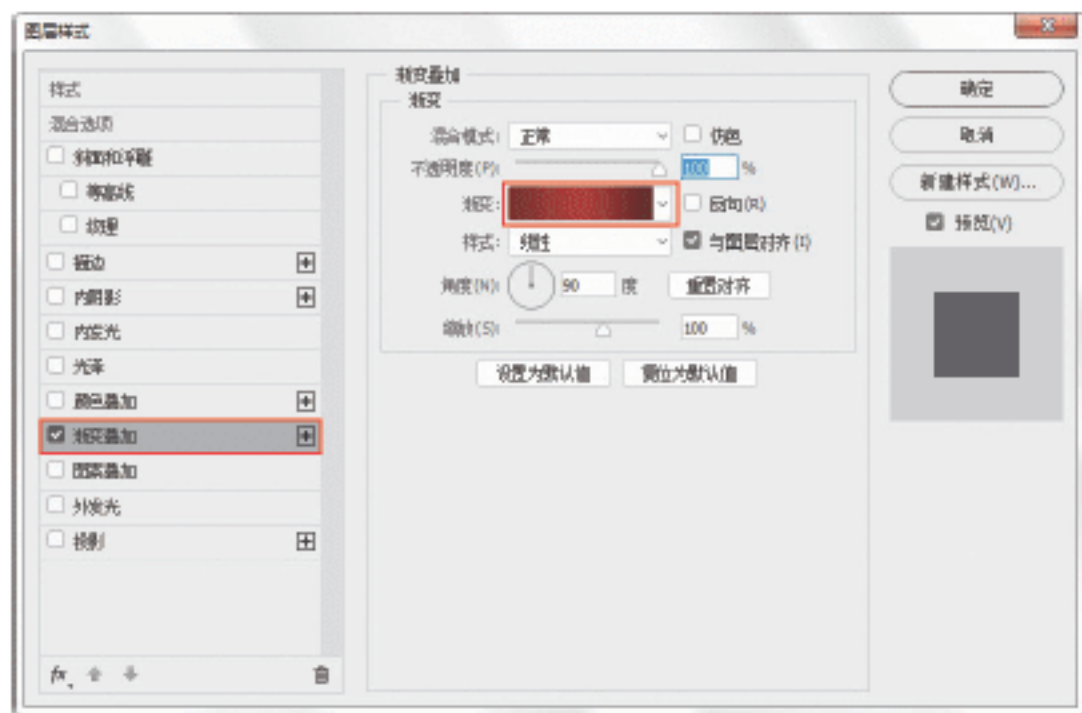 图层样式
样式
混合选项
斜面和浮雕
等高线
纹理
描边
内阴影
内发光
光泽
颜色叠加
渐变叠加
图案叠加
外发光
投影
fx
渐变叠加
渐变
混合模式: 正常 仿色
不透明度(P): 100 %
渐变: 反向(R)
样式: 线性 与图层对齐(I)
角度(N): 90 度 重置对齐
缩放(S): 100 %
设置为默认值 复位为默认值
确定
取消
新建样式(W)...
预览(V)